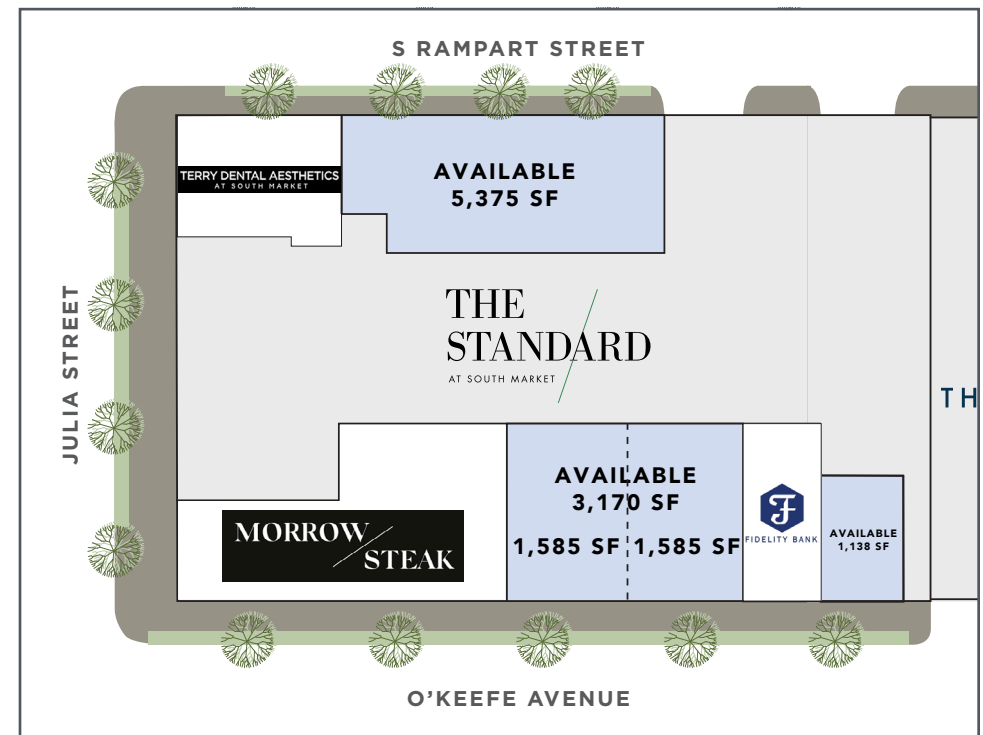 S RAMPART STREET
TERRY DENTAL AESTHETICS
AT SOUTH MARKET
AVAILABLE
5,375 SF
JULIA STREET
THE
STANDARD
AT SOUTH MARKET
TH
AVAILABLE
3,170 SF
1,585 SF 1,585 SF
MORROW
STEAK
F
FIDELITY BANK
AVAILABLE
1,138 SF
O’KEEFE AVENUE